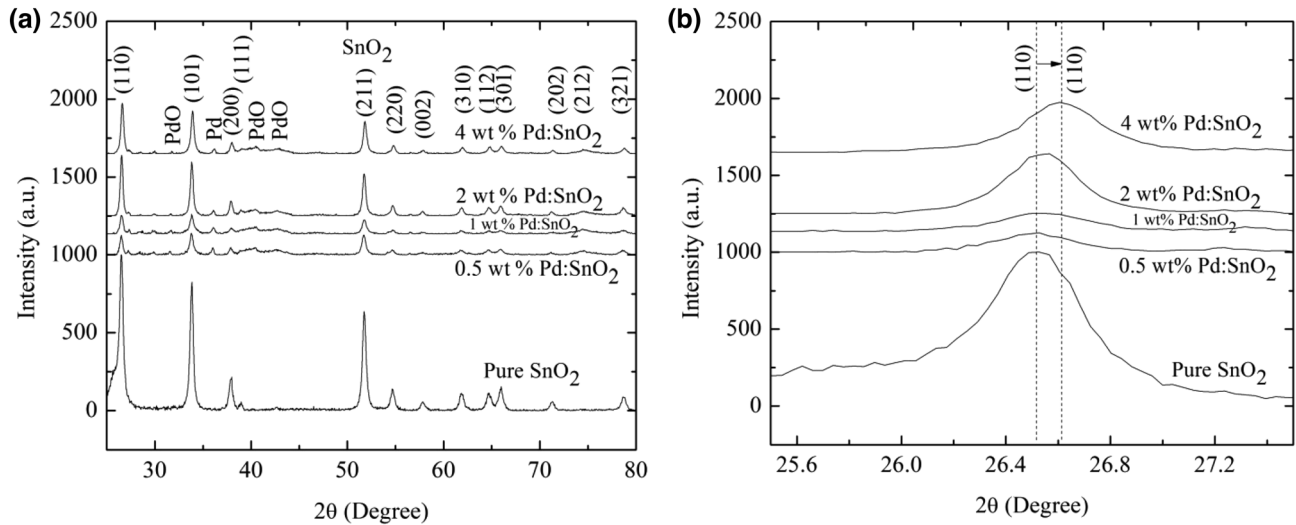 (a)
2500
2000
1500
1000
500
0
Intensity (a.u.)
SnO2
(110)
PdO
(101)
Pd
(200)
(111)
PdO
PdO
(211)
(220)
(002)
(310)
(112)
(301)
(202)
(212)
(321)
4 wt % Pd:SnO2
2 wt % Pd:SnO2
1 wt % Pd:SnO2
0.5 wt % Pd:SnO2
Pure SnO2
30 40 50 60 70 80
2θ (Degree)
(b)
2500
2000
1500
1000
500
0
Intensity (a.u.)
(110)
(110)
4 wt% Pd:SnO2
2 wt% Pd:SnO2
1 wt% Pd:SnO2
0.5 wt% Pd:SnO2
Pure SnO2
25.6 26.0 26.4 26.8 27.2
2θ (Degree)